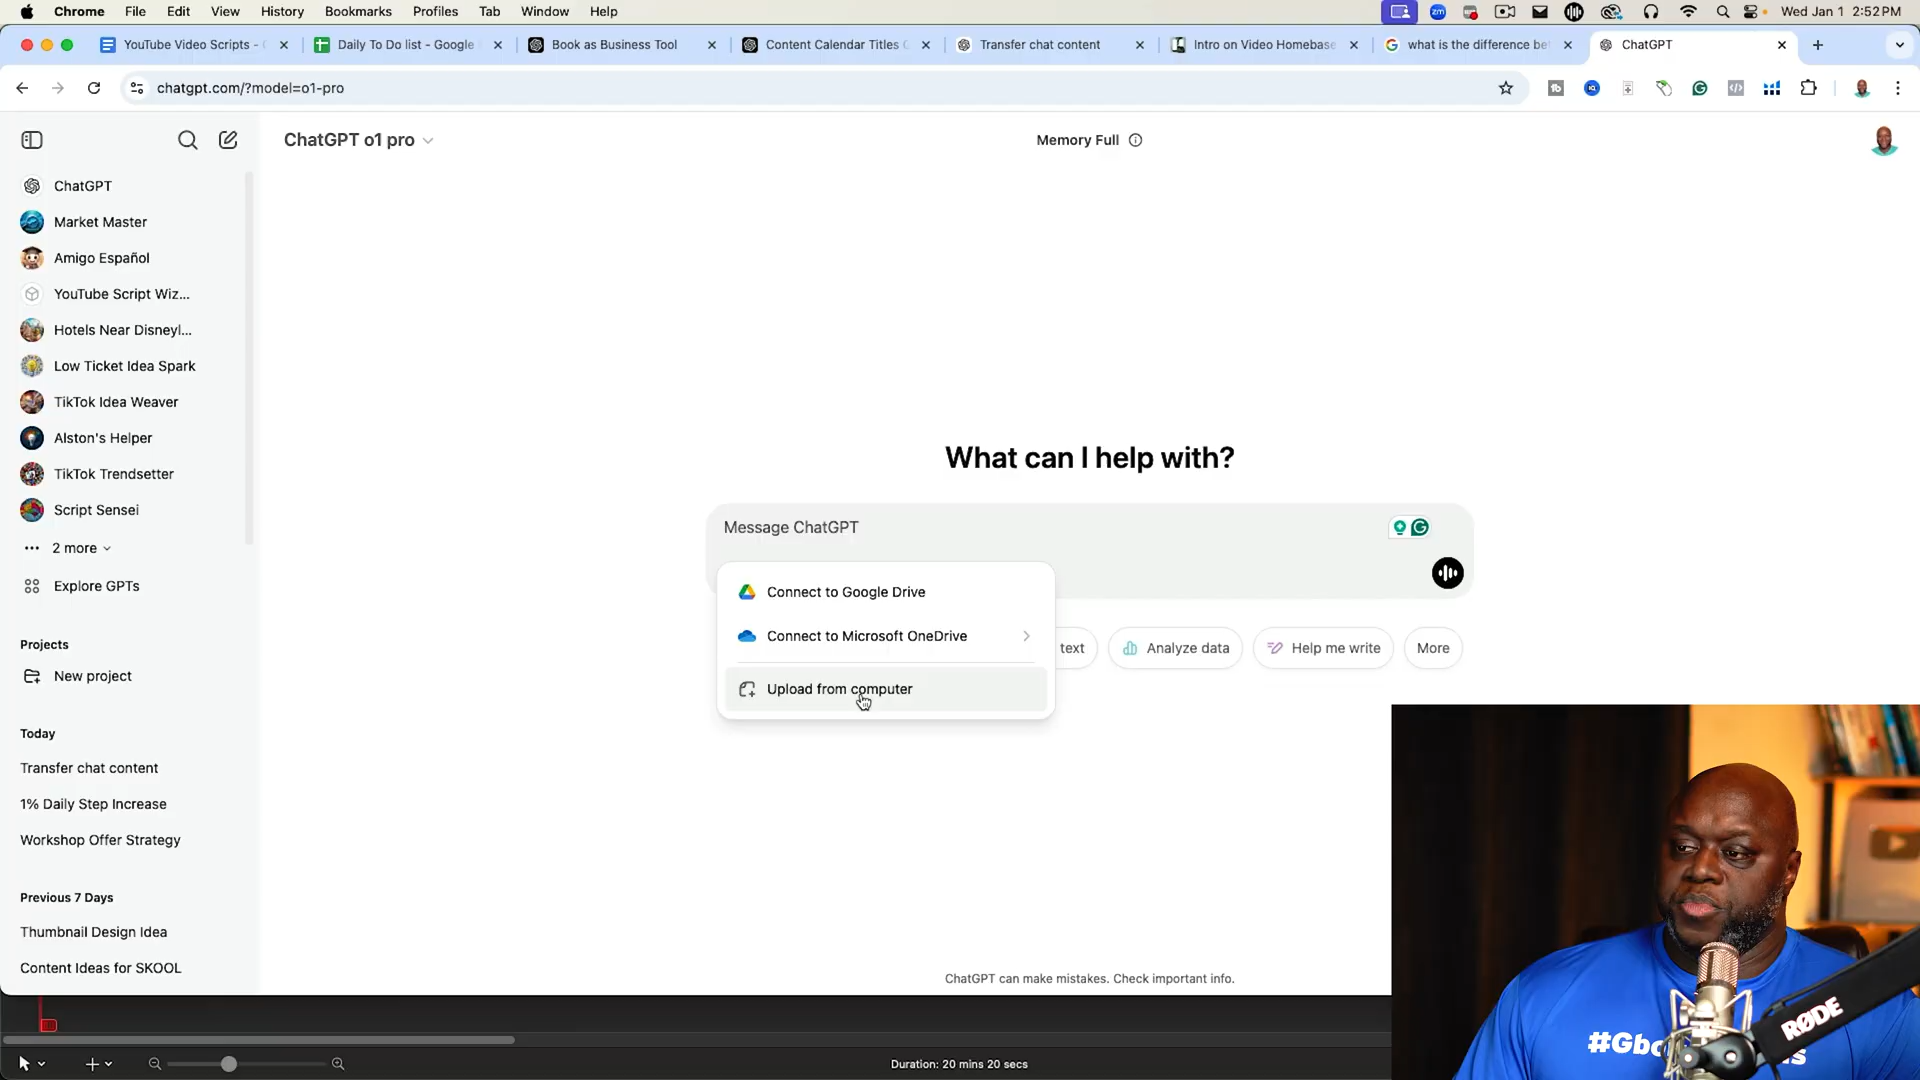 Chrome File Edit View History Bookmarks Profiles Tab Window Help
zm
Wed Jan 1 2:52 PM
YouTube Video Scripts -
Daily To Do list - Google
Book as Business Tool
Content Calendar Titles
Transfer chat content
Intro on Video Homebase
what is the difference be
ChatGPT
chatgpt.com/?model=o1-pro
ChatGPT o1 pro
Memory Full
ChatGPT
Market Master
Amigo Español
YouTube Script Wiz...
Hotels Near Disneyl...
Low Ticket Idea Spark
TikTok Idea Weaver
Alston's Helper
TikTok Trendsetter
Script Sensei
2 more
Explore GPTs
Projects
New project
Today
Transfer chat content
1% Daily Step Increase
Workshop Offer Strategy
Previous 7 Days
Thumbnail Design Idea
Content Ideas for SKOOL
What can I help with?
Message ChatGPT
Connect to Google Drive
Connect to Microsoft OneDrive
Upload from computer
text
Analyze data
Help me write
More
ChatGPT can make mistakes. Check important info.
RØDE
Duration: 20 mins 20 secs